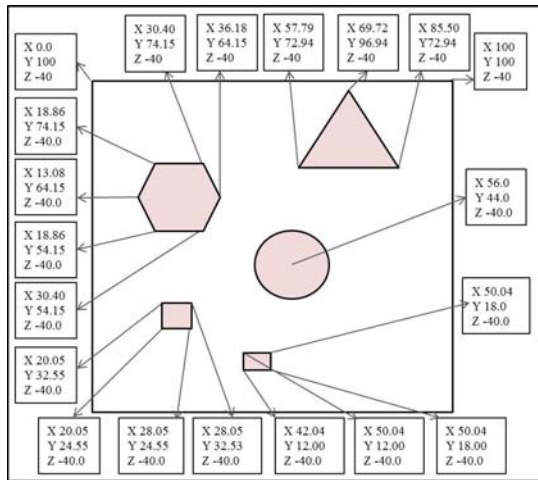 X 0.0
Y 100
Z -40
X 30.40
Y 74.15
Z -40
X 36.18
Y 64.15
Z -40
X 57.79
Y 72.94
Z -40
X 69.72
Y 96.94
Z -40
X 85.50
Y72.94
Z -40
X 100
Y 100
Z -40
X 18.86
Y 74.15
Z -40.0
X 13.08
Y 64.15
Z -40.0
X 18.86
Y 54.15
Z -40.0
X 30.40
Y 54.15
Z -40.0
X 20.05
Y 32.55
Z -40.0
X 56.0
Y 44.0
Z -40.0
X 50.04
Y 18.0
Z -40.0
X 20.05
Y 24.55
Z -40.0
X 28.05
Y 24.55
Z -40.0
X 28.05
Y 32.53
Z -40.0
X 42.04
Y 12.00
Z -40.0
X 50.04
Y 12.00
Z -40.0
X 50.04
Y 18.00
Z -40.0